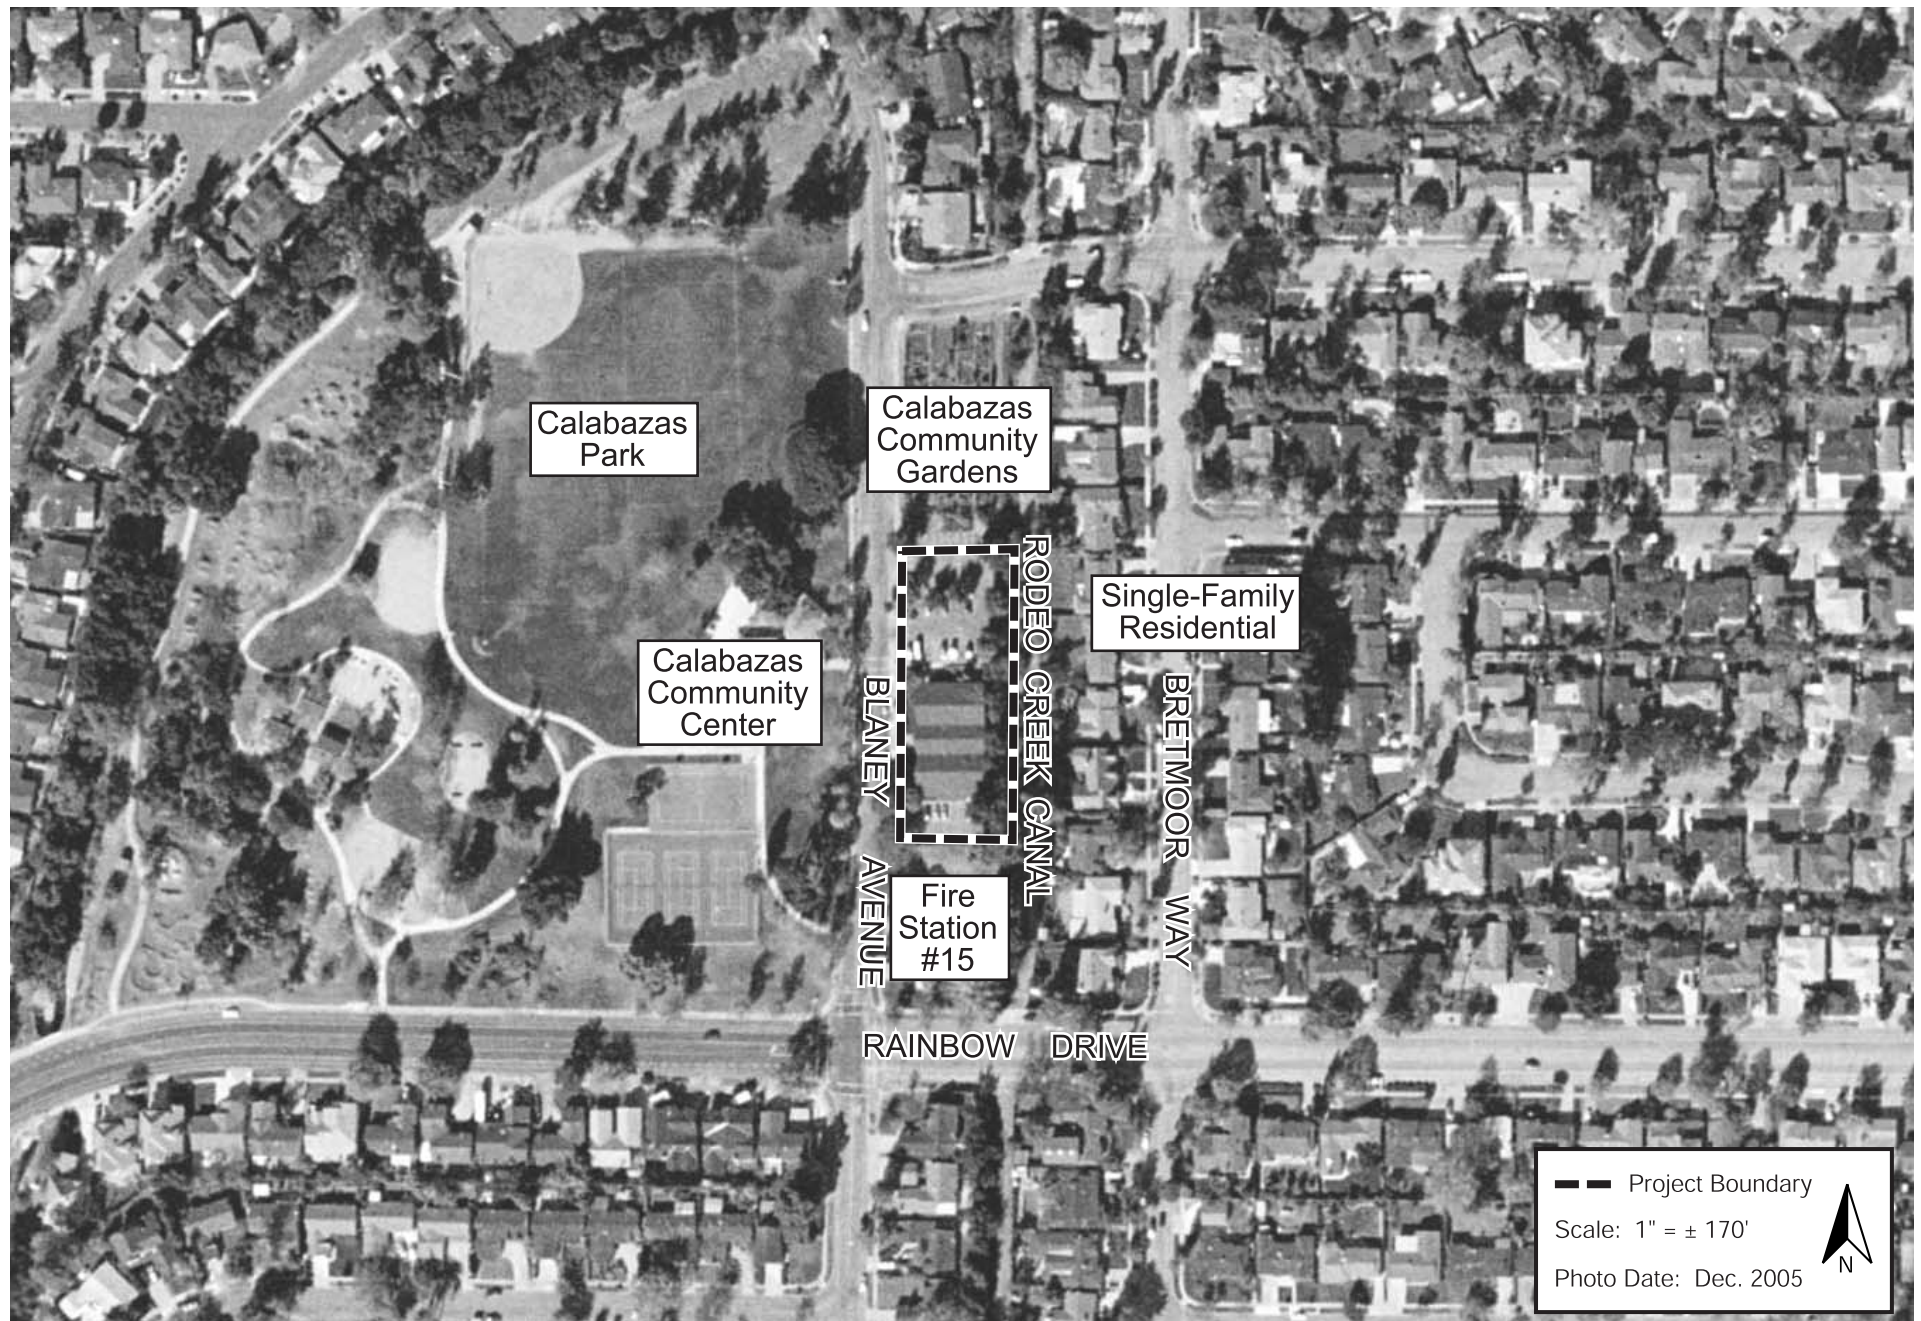 Calabazas
Park
Calabazas
Community
Gardens
RODEO CREEK CANAL
Single-Family
Residential
Calabazas
Community
Center
BLANEY AVENUE
BRETMOOR WAY
Fire
Station
#15
RAINBOW DRIVE
Project Boundary
Scale: 1" = ± 170'
Photo Date: Dec. 2005
N